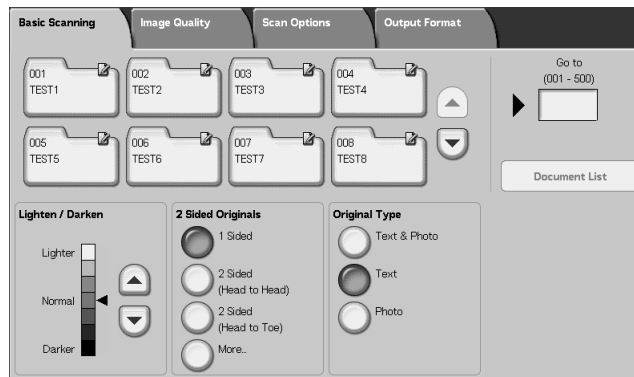 Basic Scanning
Image Quality
Scan Options
Output Format
001
TEST1
002
TEST2
003
TEST3
004
TEST4
Go to
(001 - 500)
005
TEST5
006
TEST6
007
TEST7
008
TEST8
Document List
Lighten / Darken
Lighter
Normal
Darker
2 Sided Originals
1 Sided
2 Sided
(Head to Head)
2 Sided
(Head to Toe)
More..
Original Type
Text & Photo
Text
Photo